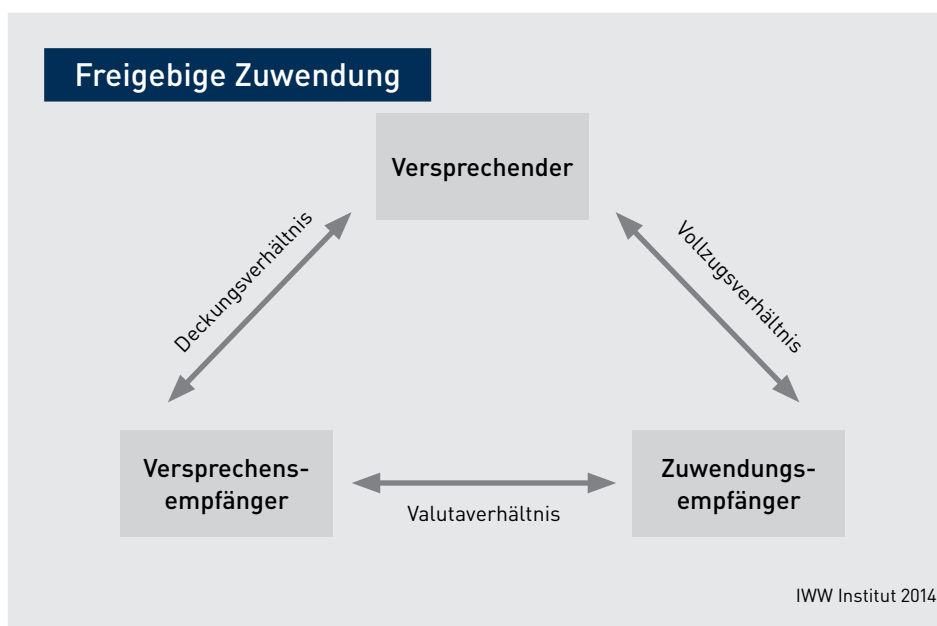 Freigebige Zuwendung
Versprechender
Deckungsverhältnis
Vollzugsverhältnis
Versprechens-
empfänger
Valutaverhältnis
Zuwendungs-
empfänger
IWW Institut 2014